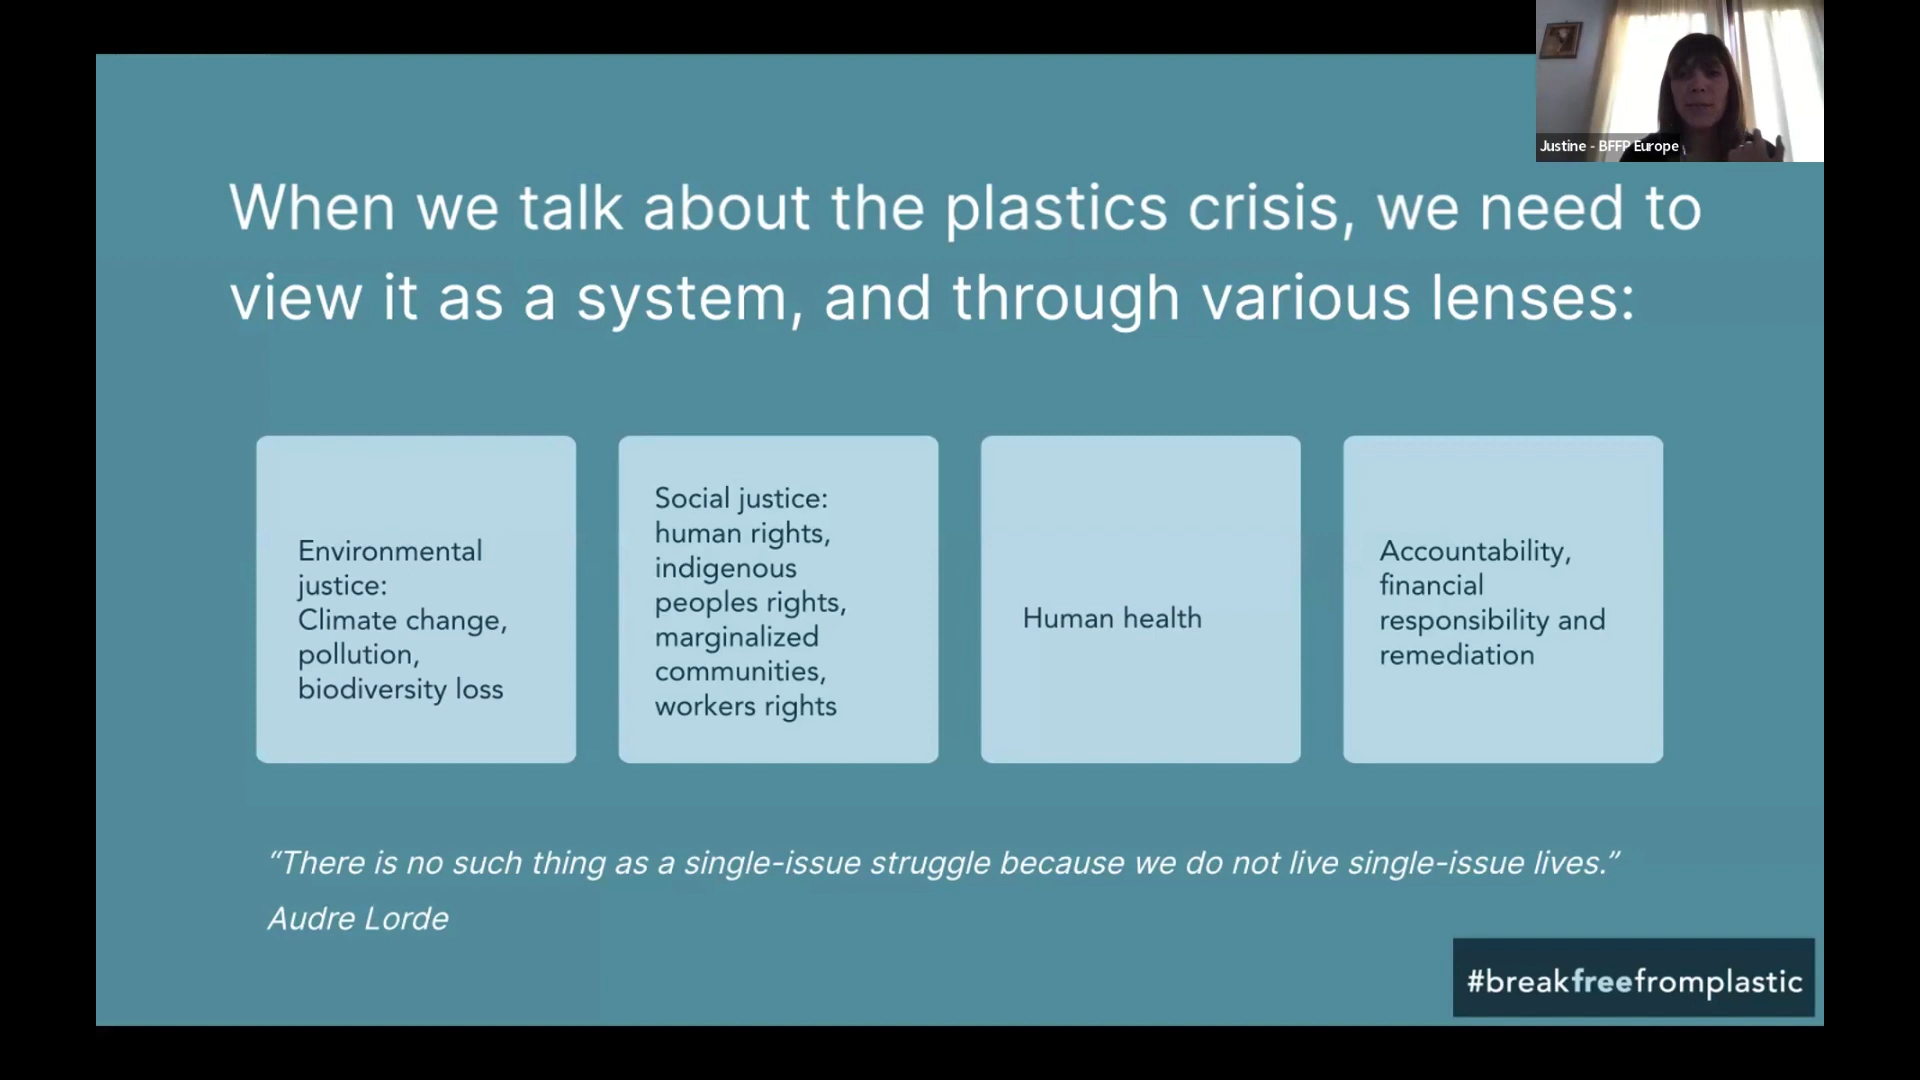 Justine - BFFP Europe
When we talk about the plastics crisis, we need to
view it as a system, and through various lenses:
Environmental
justice:
Climate change,
pollution,
biodiversity loss
Social justice:
human rights,
indigenous
peoples rights,
marginalized
communities,
workers rights
Human health
Accountability,
financial
responsibility and
remediation
“There is no such thing as a single-issue struggle because we do not live single-issue lives.”
Audre Lorde
#breakfreefromplastic